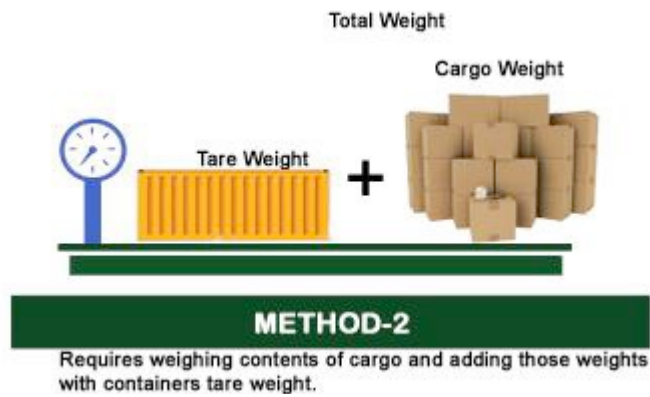 Total Weight
Cargo Weight
Tare Weight
+
METHOD-2
Requires weighing contents of cargo and adding those weights
with containers tare weight.